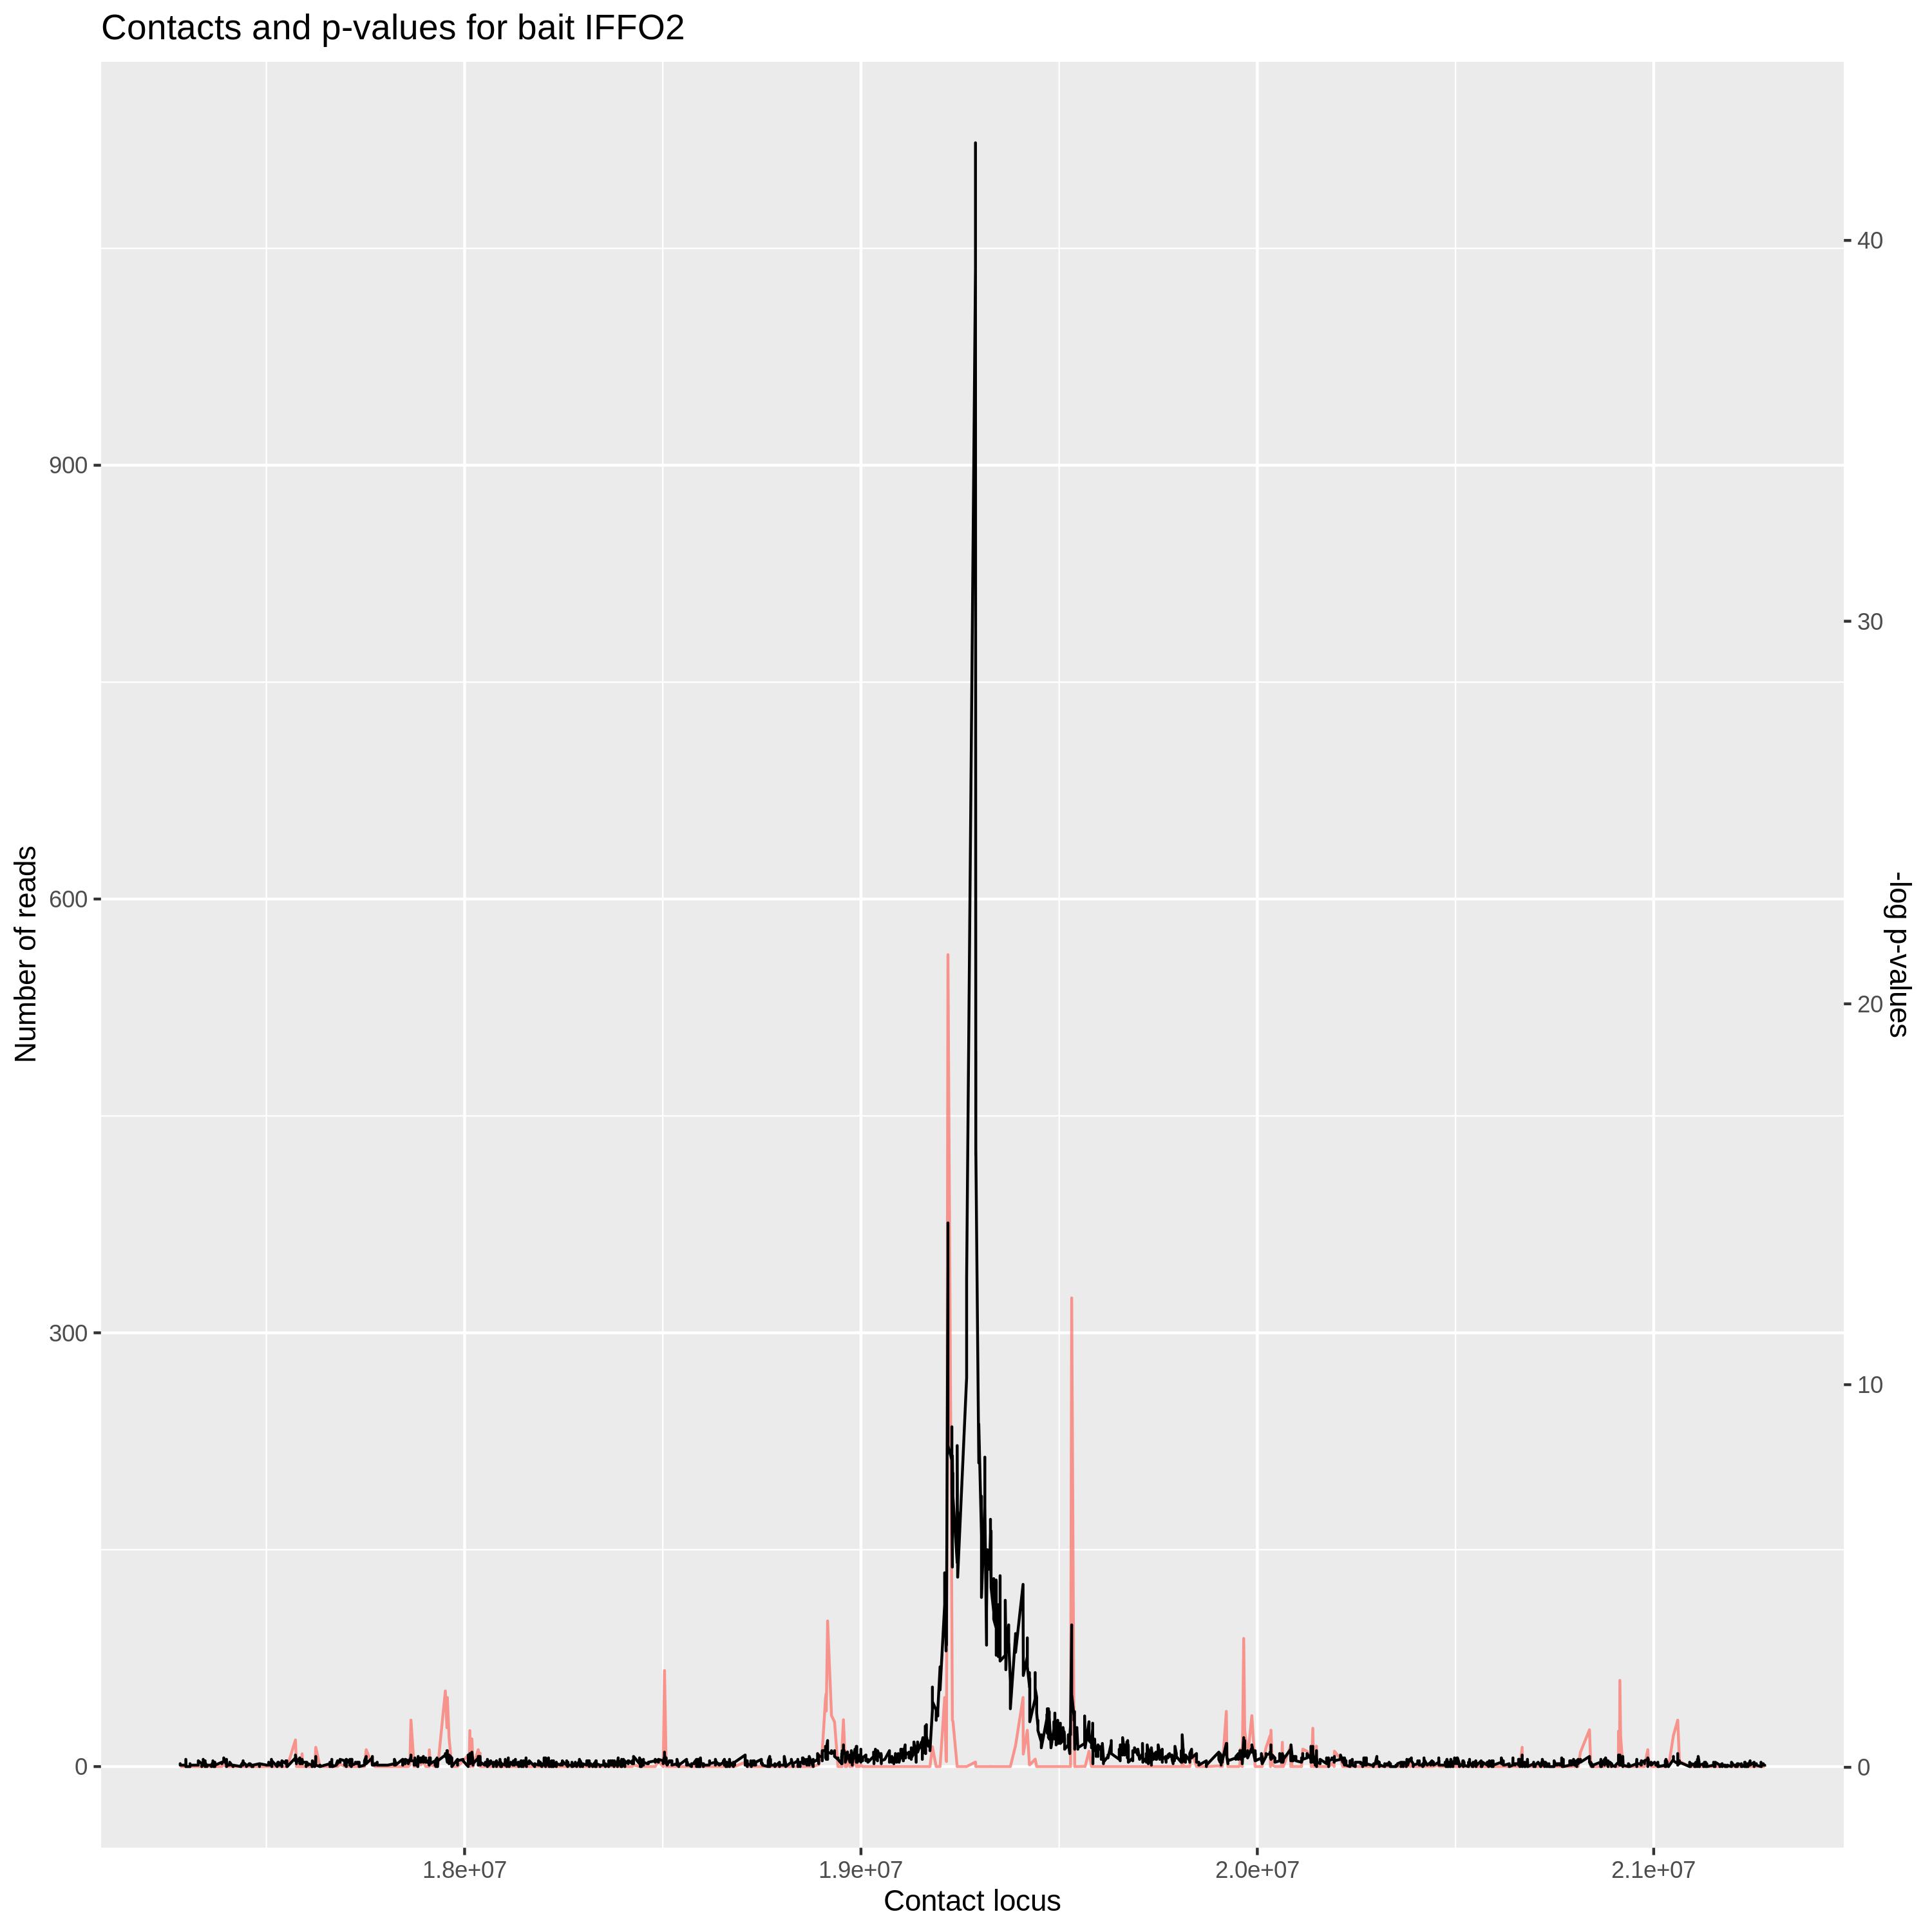 Contacts and p-values for bait IFFO2
Number of reads
900
600
300
0
40
30
20
10
0
-log p-values
1.8e+07
1.9e+07
2.0e+07
2.1e+07
Contact locus